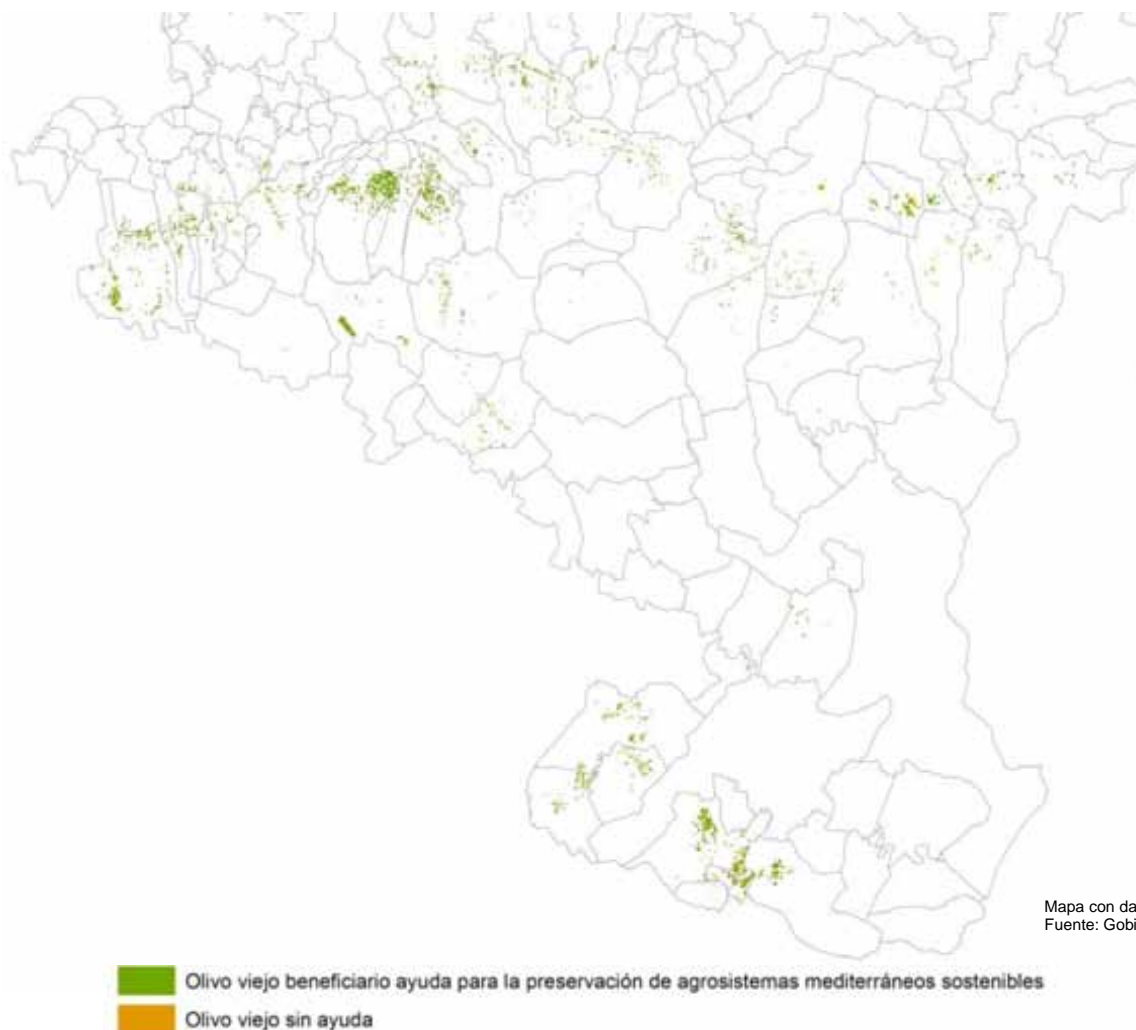 Mapa con da
Fuente: Gobi
Olivo viejo beneficiario ayuda para la preservación de agrosistemas mediterráneos sostenibles
Olivo viejo sin ayuda